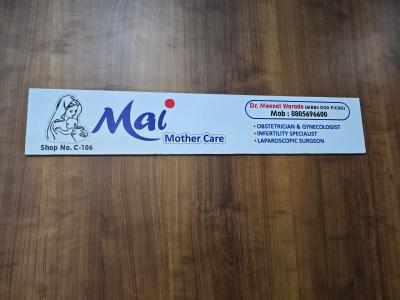 Mai
Mother Care
Shop No. C-106
Dr. Meenal Warade (MBBS DGO FICOG)
Mob : 8805696600
• OBSTETRICIAN & GYNECOLOGIST
• INFERTILITY SPECIALIST
• LAPAROSCOPIC SURGEON